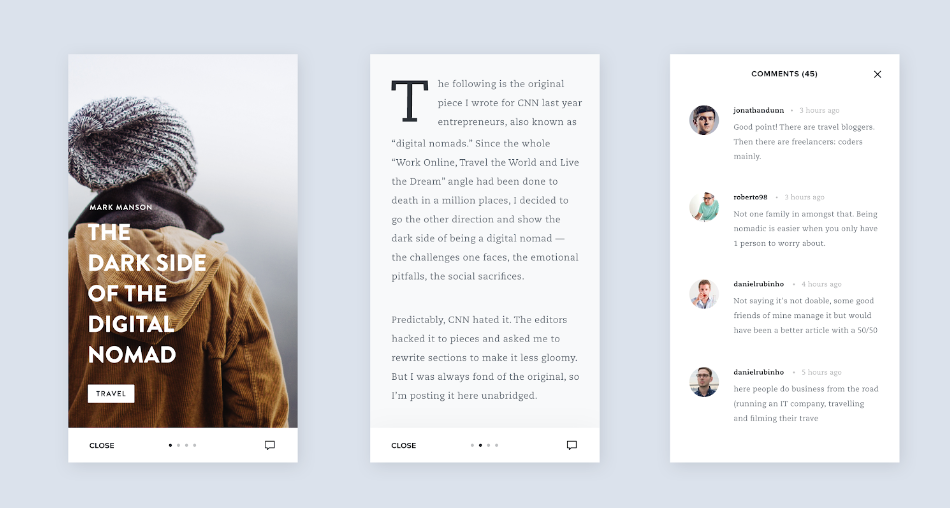 MARK MANSON
THE
DARK SIDE
OF THE
DIGITAL
NOMAD
TRAVEL
CLOSE
The following is the original
piece I wrote for CNN last year
entrepreneurs, also known as
“digital nomads.” Since the whole
“Work Online, Travel the World and Live
the Dream” angle had been done to
death in a million places, I decided to
go the other direction and show the
dark side of being a digital nomad —
the challenges one faces, the emotional
pitfalls, the social sacrifices.
Predictably, CNN hated it. The editors
hacked it to pieces and asked me to
rewrite sections to make it less gloomy.
But I was always fond of the original, so
I’m posting it here unabridged.
CLOSE
COMMENTS (45)
jonathandunn • 3 hours ago
Good point! There are travel bloggers.
Then there are freelancers: coders
mainly.
roberto98 • 3 hours ago
Not one family in amongst that. Being
nomadic is easier when you only have
1 person to worry about.
danielrubinho • 4 hours ago
Not saying it's not doable, some good
friends of mine manage it but would
have been a better article with a 50/50
danielrubinho • 5 hours ago
here people do business from the road
(running an IT company, travelling
and filming their trave